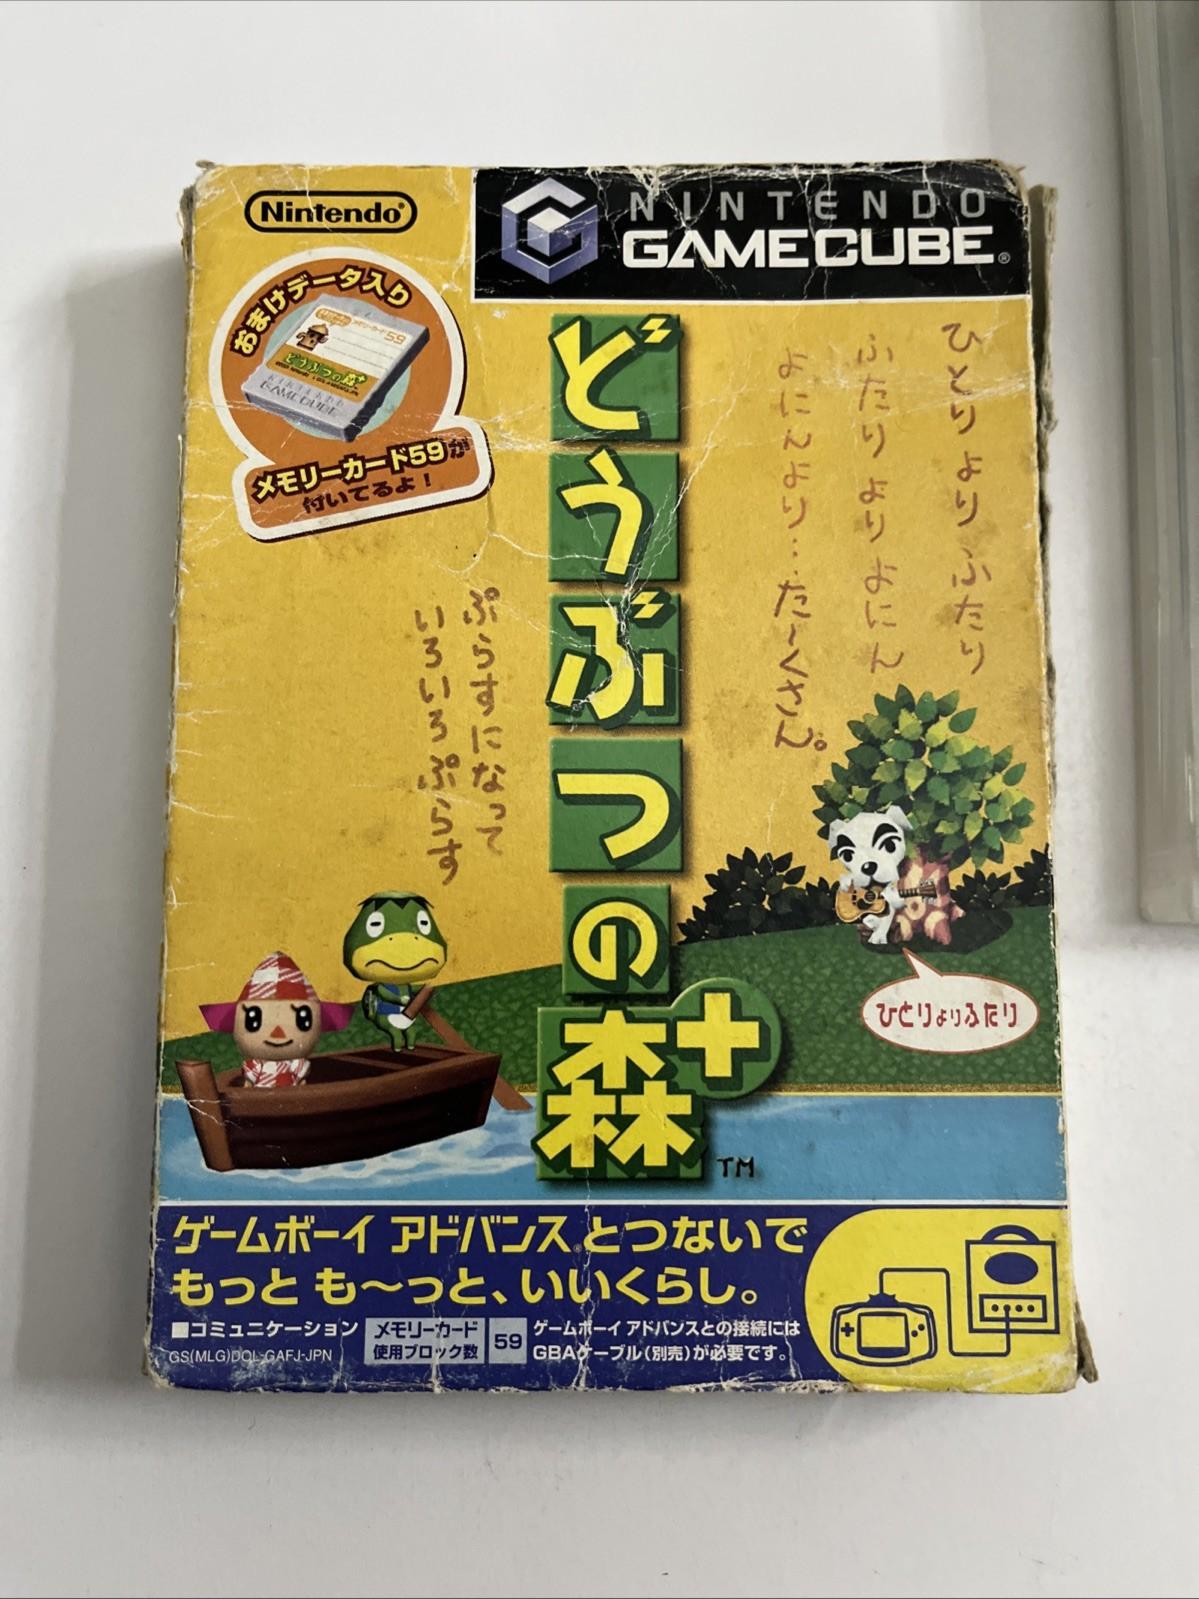 Nintendo®
NINTENDO
GAMECUBE®
おまけデータ入り
メモリーカード59
どうぶつの森+
GAMECUBE
メモリーカード59が
付いてるよ!
どうぶつの森+
TM
ひとりよりふたり
ふたりよりよにん
よにんより…た〜くさん。
ぷらすになって
いろいろぷらす
ひとりよりふたり
ゲームボーイ アドバンス®とつないで
もっと も〜っと、いいくらし。
■コミュニケーション
メモリーカード
使用ブロック数
59
ゲームボーイ アドバンスとの接続には
GBAケーブル(別売)が必要です。
GS(MLG)DOL-GAFJ-JPN